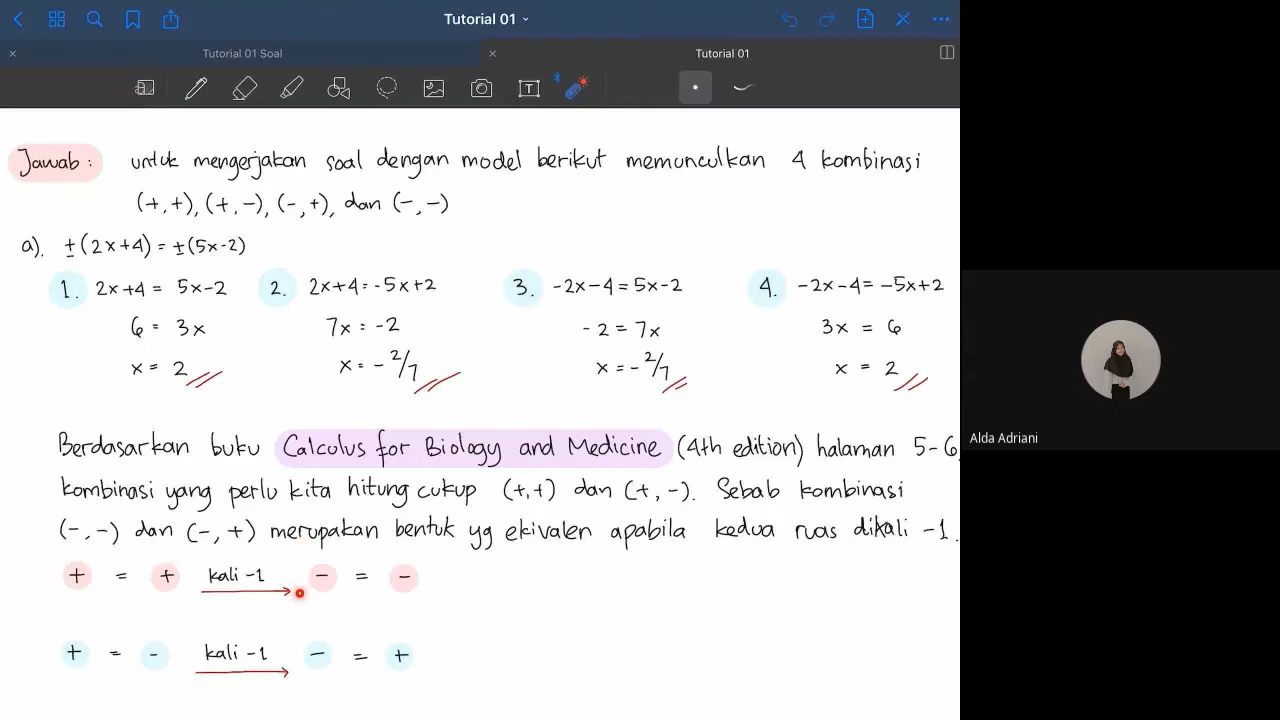 Tutorial 01
Tutorial 01 Soal
Tutorial 01
T
Jawab : untuk mengerjakan soal dengan model berikut memunculkan 4 kombinasi
(+,+), (+,-), (-,+), dan (-,-)
a). ±(2x+4) = ±(5x-2)
1. 2x+4 = 5x-2
6 = 3x
x = 2
2. 2x+4 = -5x+2
7x = -2
x = -2/7
3. -2x-4 = 5x-2
-2 = 7x
x = -2/7
4. -2x-4 = -5x+2
3x = 6
x = 2
Berdasarkan buku Calculus for Biology and Medicine (4th edition) halaman 5-6,
kombinasi yang perlu kita hitung cukup (+,+) dan (+,-). Sebab kombinasi
(-,-) dan (-,+) merupakan bentuk yg ekivalen apabila kedua ruas dikali -1.
+ = + kali -1 - = -
+ = - kali -1 - = +
Alda Adriani